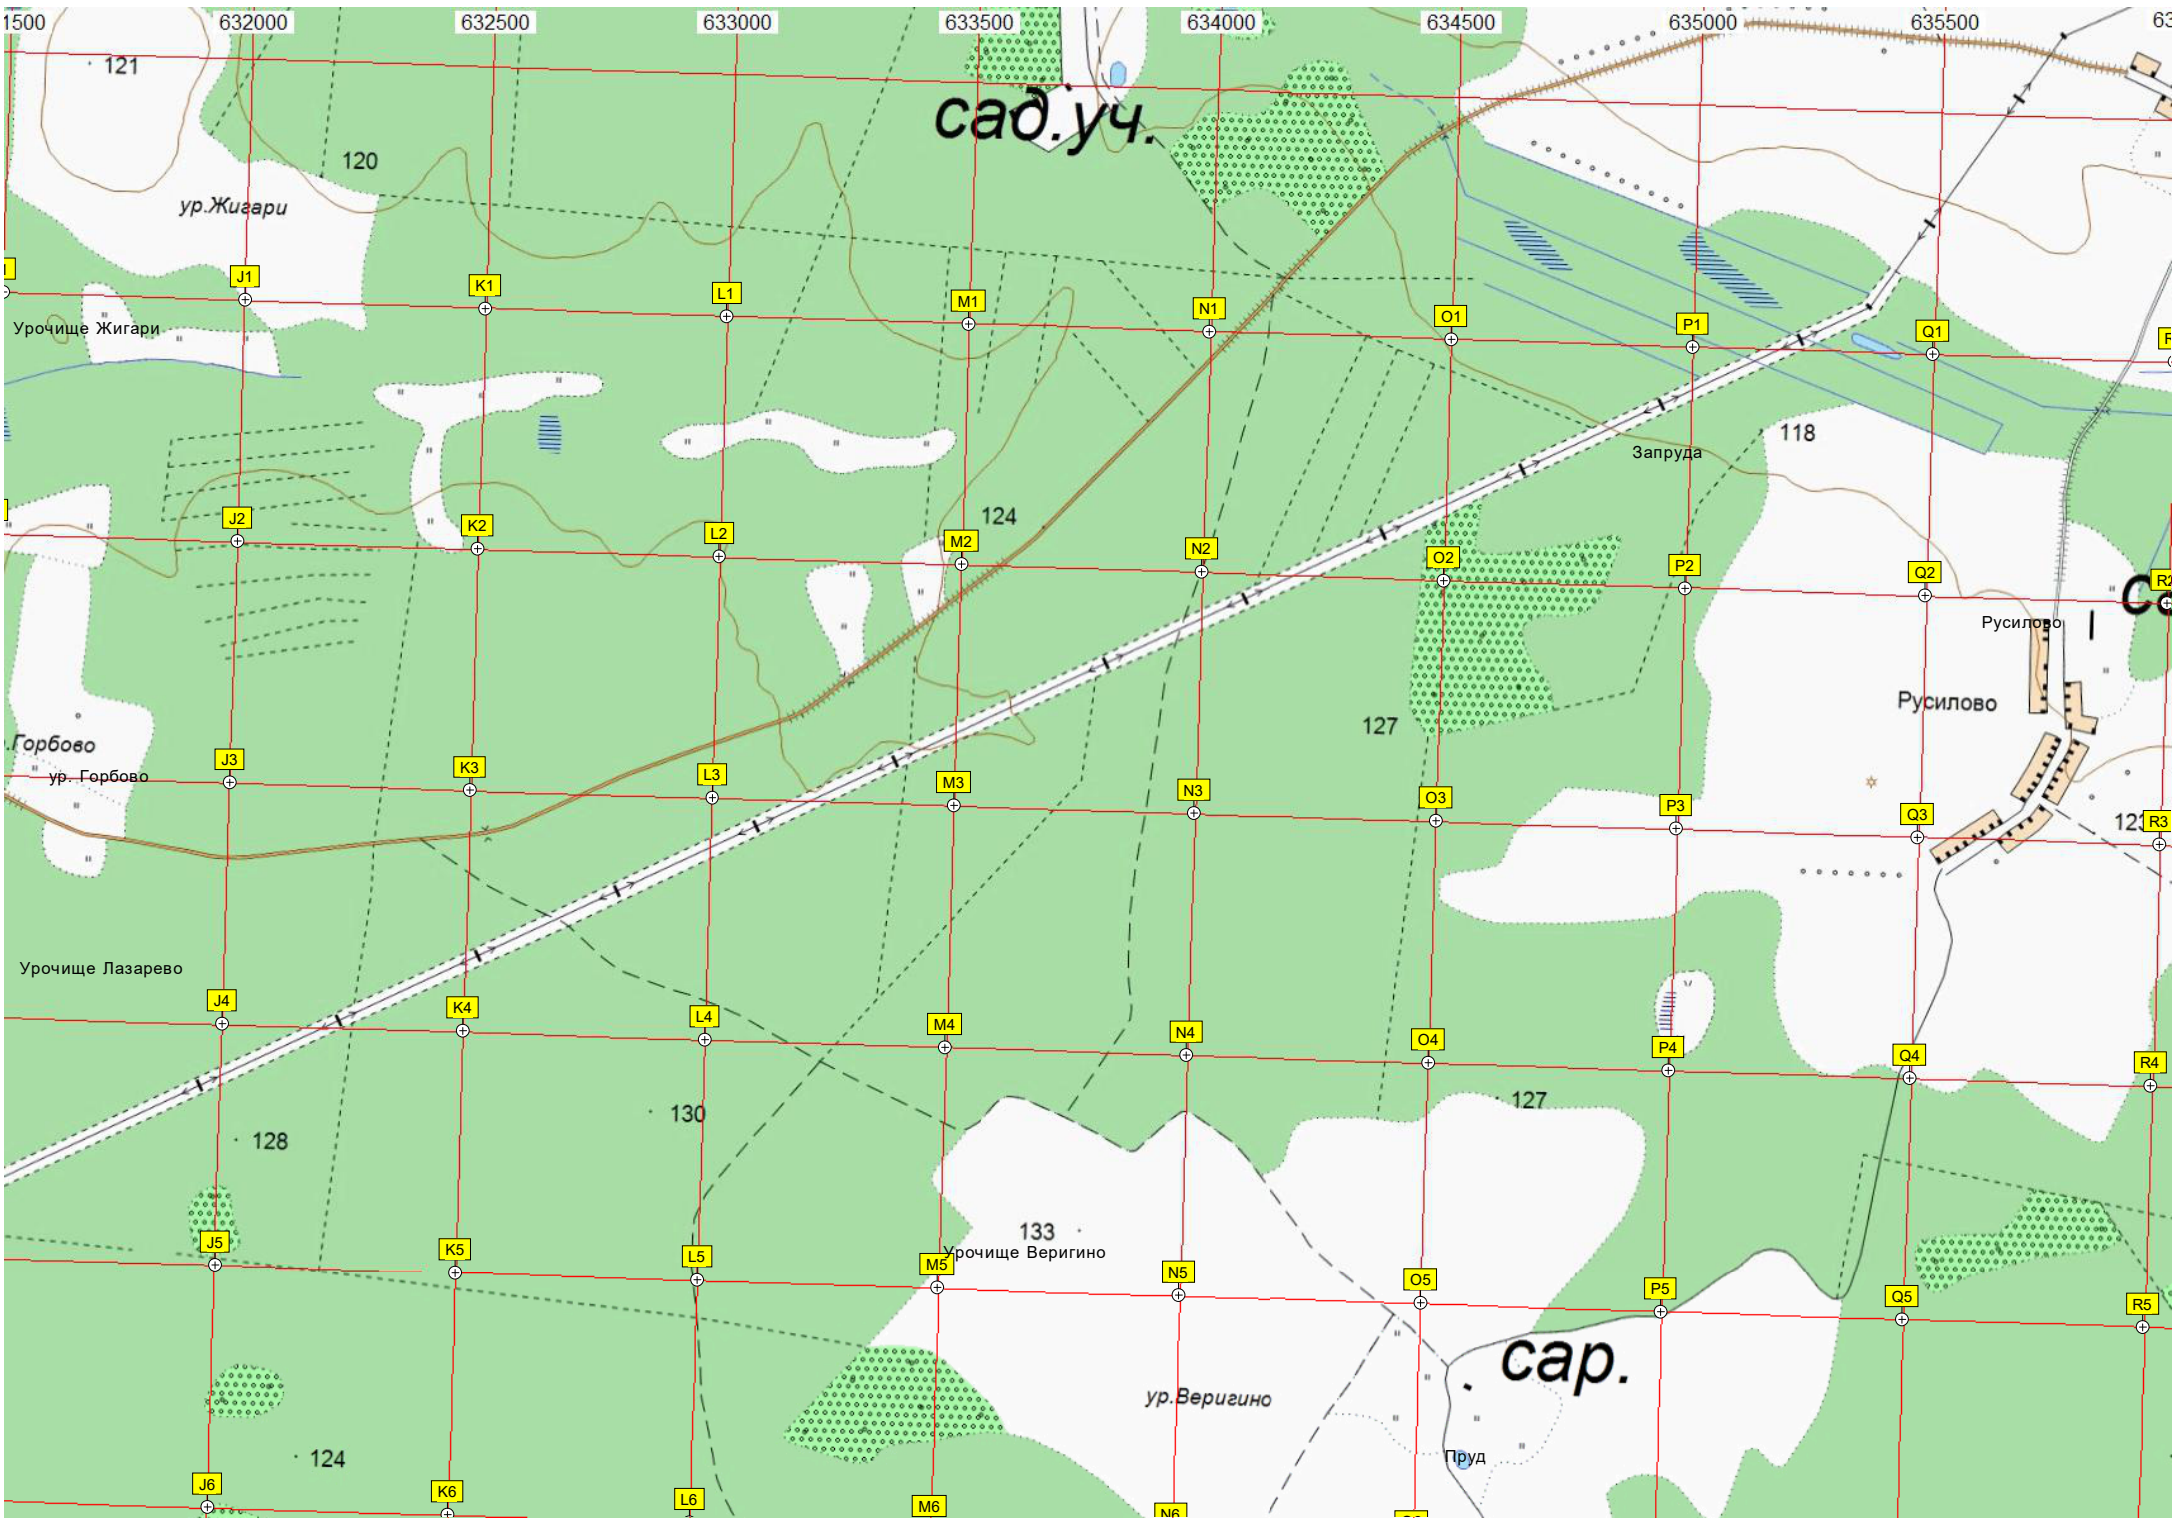 1500 632000 632500 633000 633500 634000 634500 635000 635500 63
121
сад.уч.
120
ур.Жигари
J1 K1 L1 M1 N1 O1 P1 Q1
Урочище Жигари
118
Запруда
124
J2 K2 L2 M2 N2 O2 P2 Q2 R2
Русилово
Русилово
127
.Горбово
ур. Горбово
J3 K3 L3 M3 N3 O3 P3 Q3 R3
123
Урочище Лазарево
J4 K4 L4 M4 N4 O4 P4 Q4 R4
130
127
128
133
Урочище Веригино
J5 K5 L5 M5 N5 O5 P5 Q5 R5
сар.
ур.Веригино
124
Пруд
J6 K6 L6 M6 N6